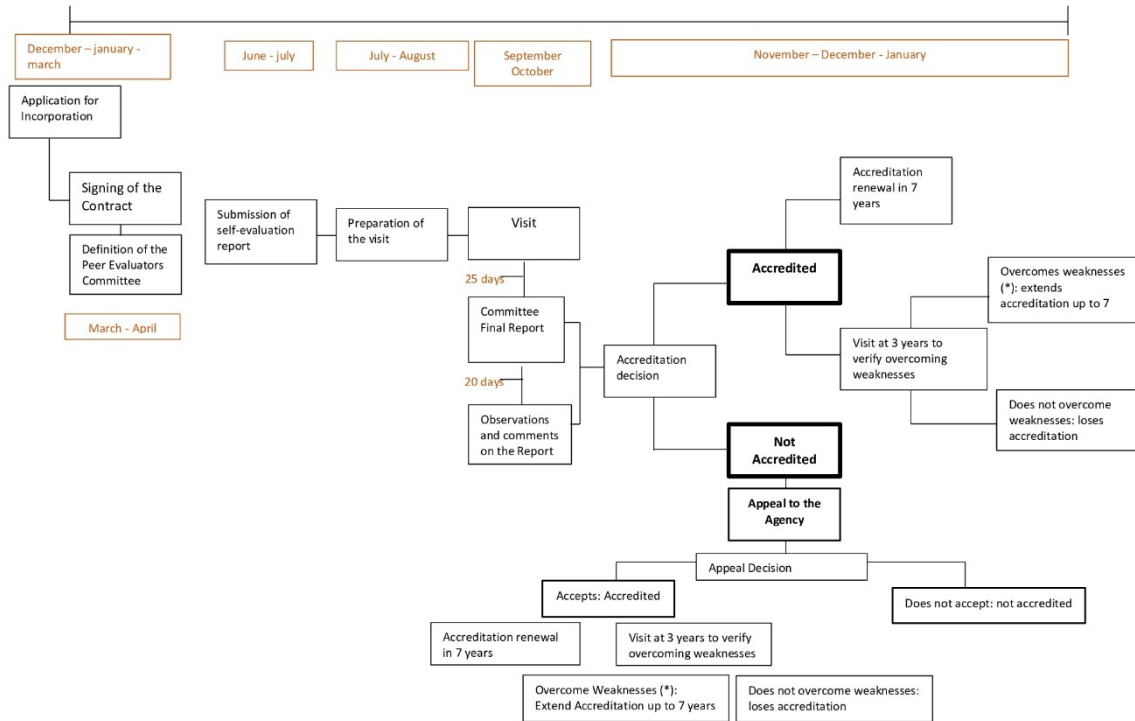 December – january -
march
June - july
July - August
September
October
November – December - January
Application for
Incorporation
Signing of the
Contract
Definition of the
Peer Evaluators
Committee
March - April
Submission of
self-evaluation
report
Preparation of
the visit
Visit
25 days
Committee
Final Report
20 days
Observations
and comments
on the Report
Accreditation
decision
Accredited
Accreditation
renewal in 7
years
Visit at 3 years to
verify overcoming
weaknesses
Overcomes weaknesses
(*): extends
accreditation up to 7
Does not overcome
weaknesses: loses
accreditation
Not
Accredited
Appeal to the
Agency
Appeal Decision
Accepts: Accredited
Does not accept: not accredited
Accreditation renewal
in 7 years
Visit at 3 years to verify
overcoming weaknesses
Overcome Weaknesses (*):
Extend Accreditation up to 7 years
Does not overcome weaknesses:
loses accreditation